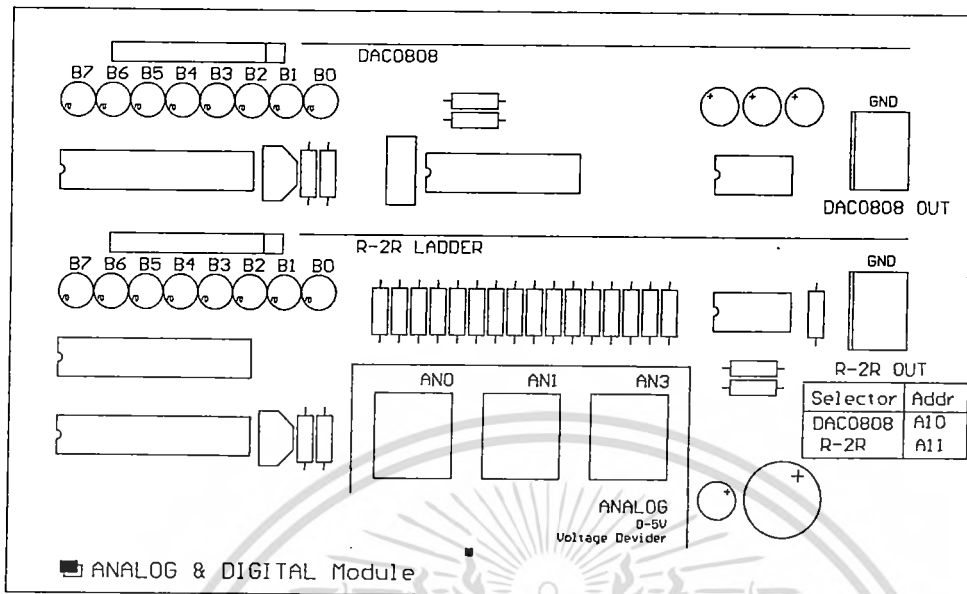 DAC0808
B7 B6 B5 B4 B3 B2 B1 B0
GND
DAC0808 OUT
R-2R LADDER
B7 B6 B5 B4 B3 B2 B1 B0
GND
R-2R OUT
AN0 AN1 AN3
Selector Addr
DAC0808 A10
R-2R A11
ANALOG
0-5V
Voltage Devider
ANALOG & DIGITAL Module